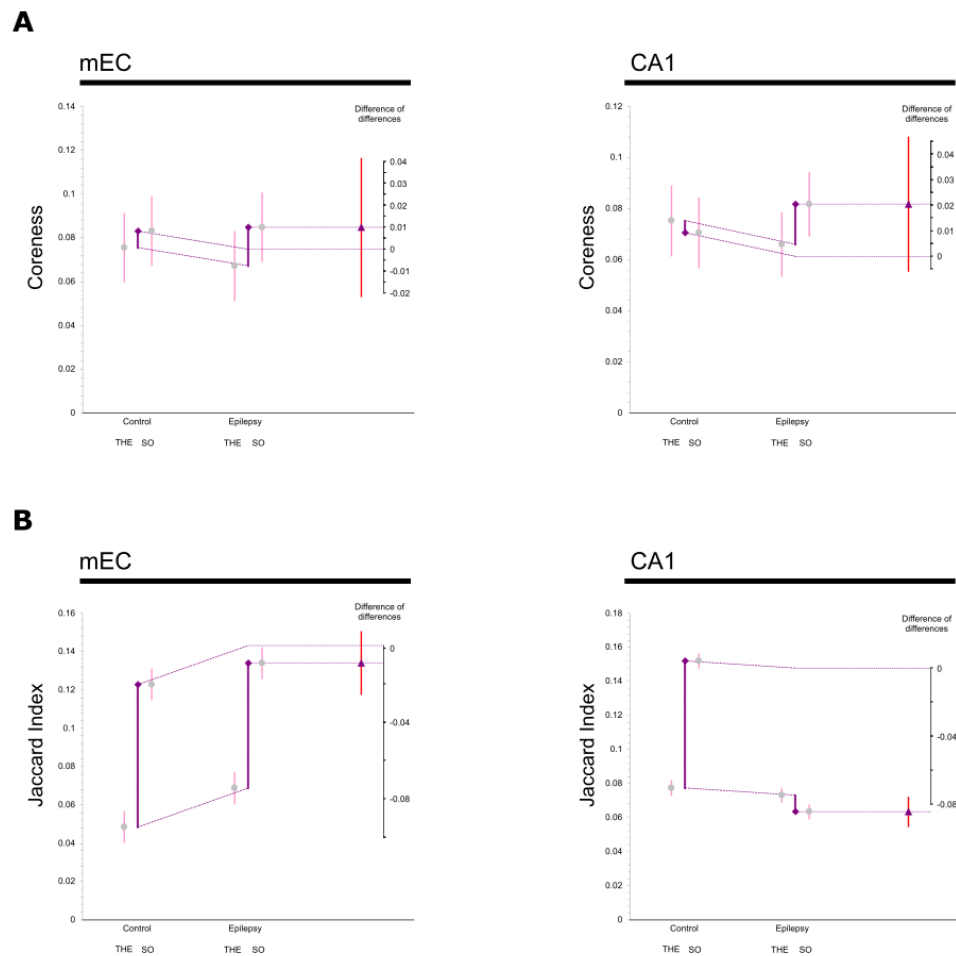 A
mEC
Difference of
differences
Coreness
0.14
0.12
0.1
0.08
0.06
0.04
0.02
0
0.04
0.03
0.02
0.01
0
-0.01
-0.02
Control Epilepsy
THE SO THE SO
CA1
Difference of
differences
Coreness
0.12
0.1
0.08
0.06
0.04
0.02
0
0.04
0.03
0.02
0.01
0
Control Epilepsy
THE SO THE SO
B
mEC
Difference of
differences
Jaccard Index
0.16
0.14
0.12
0.1
0.08
0.06
0.04
0.02
0
0
-0.04
-0.08
Control Epilepsy
THE SO THE SO
CA1
Difference of
differences
Jaccard Index
0.18
0.16
0.14
0.12
0.1
0.08
0.06
0.04
0.02
0
0
-0.04
-0.08
Control Epilepsy
THE SO THE SO